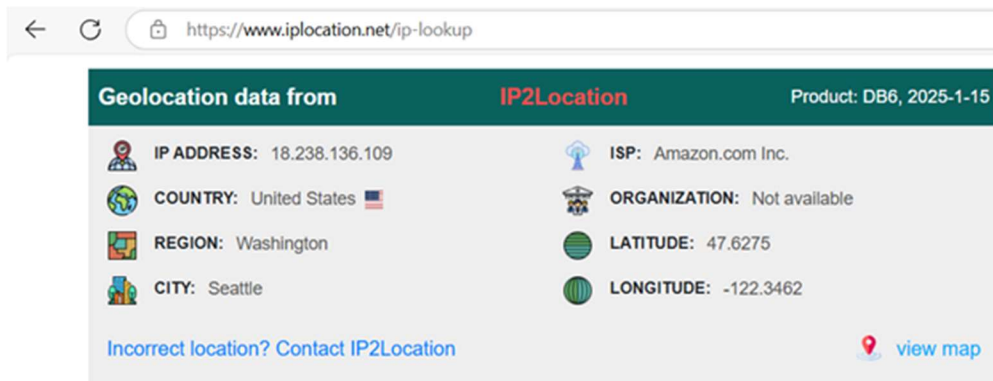 https://www.iplocation.net/ip-lookup
Geolocation data from IP2Location Product: DB6, 2025-1-15
IP ADDRESS: 18.238.136.109 ISP: Amazon.com Inc.
COUNTRY: United States ORGANIZATION: Not available
REGION: Washington LATITUDE: 47.6275
CITY: Seattle LONGITUDE: -122.3462
Incorrect location? Contact IP2Location view map